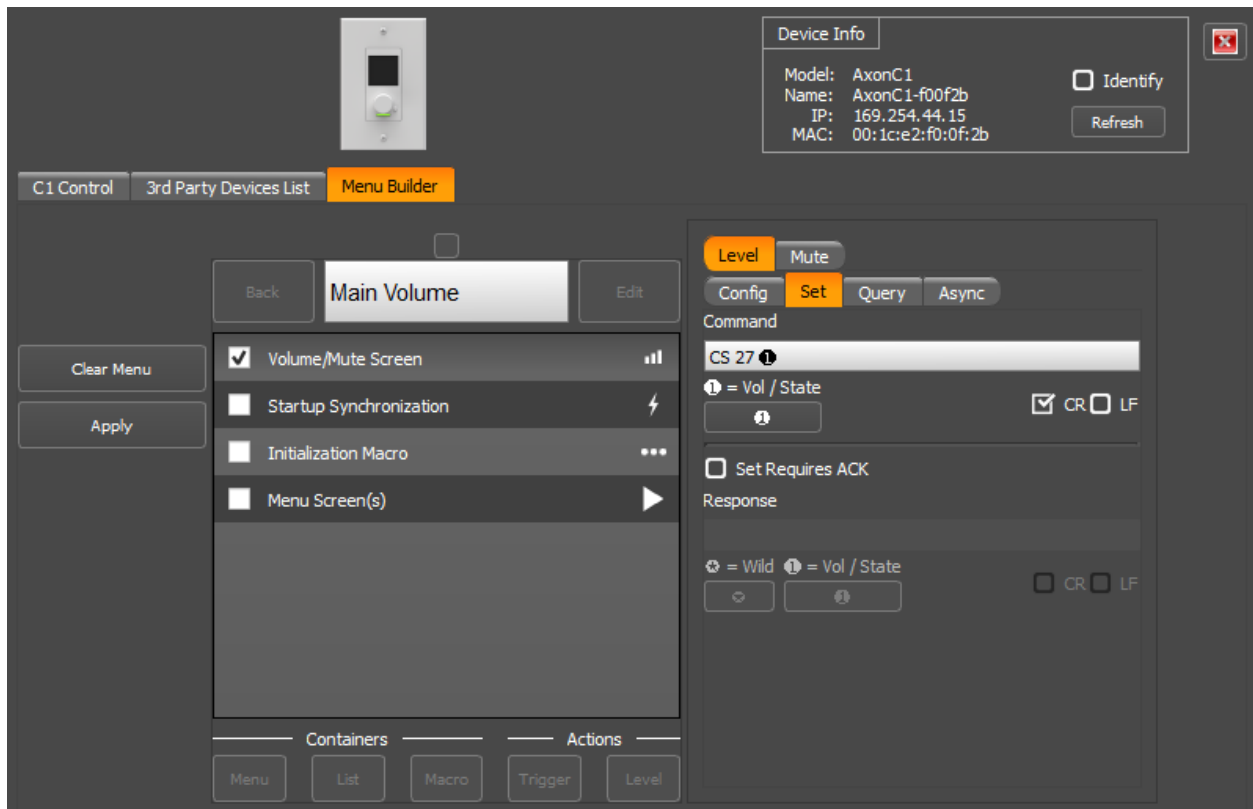 Device Info
Model: AxonC1
Name: AxonC1-f00f2b
IP: 169.254.44.15
MAC: 00:1c:e2:f0:0f:2b
Identify
Refresh
C1 Control 3rd Party Devices List Menu Builder
Clear Menu
Apply
Back Main Volume Edit
Volume/Mute Screen
Startup Synchronization
Initialization Macro
Menu Screen(s)
Containers Actions
Menu List Macro Trigger Level
Level Mute
Config Set Query Async
Command
CS 27 ❶
❶ = Vol / State
❶
CR LF
Set Requires ACK
Response
✪ = Wild ❶ = Vol / State
✪ ❶
CR LF